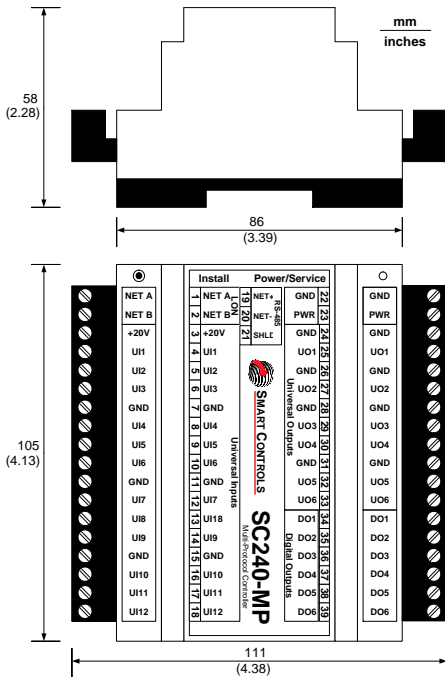 mm
inches
58
(2.28)
86
(3.39)
105
(4.13)
111
(4.38)
Install Power/Service
NET A
NET B
+20V
UI1
UI2
UI3
GND
UI4
UI5
UI6
GND
UI7
UI8
UI9
GND
UI10
UI11
UI12
1 NET A
2 NET B
3 +20V
4 UI1
5 UI2
6 UI3
7 GND
8 UI4
9 UI5
10 UI6
11 GND
12 UI7
13 UI18
14 UI9
15 GND
16 UI10
17 UI11
18 UI12
LON
Universal Inputs
19 NET+
20 NET-
21 SHLD
RS-485
SMART CONTROLS
SC240-MP
Multi-Protocol Controller
GND 22
PWR 23
GND 24
UO1 25
GND 26
UO2 27
GND 28
UO3 29
UO4 30
GND 31
UO5 32
UO6 33
DO1 34
DO2 35
DO3 36
DO4 37
DO5 38
DO6 39
Universal Outputs
Digital Outputs
GND
PWR
GND
UO1
GND
UO2
GND
UO3
UO4
GND
UO5
UO6
DO1
DO2
DO3
DO4
DO5
DO6